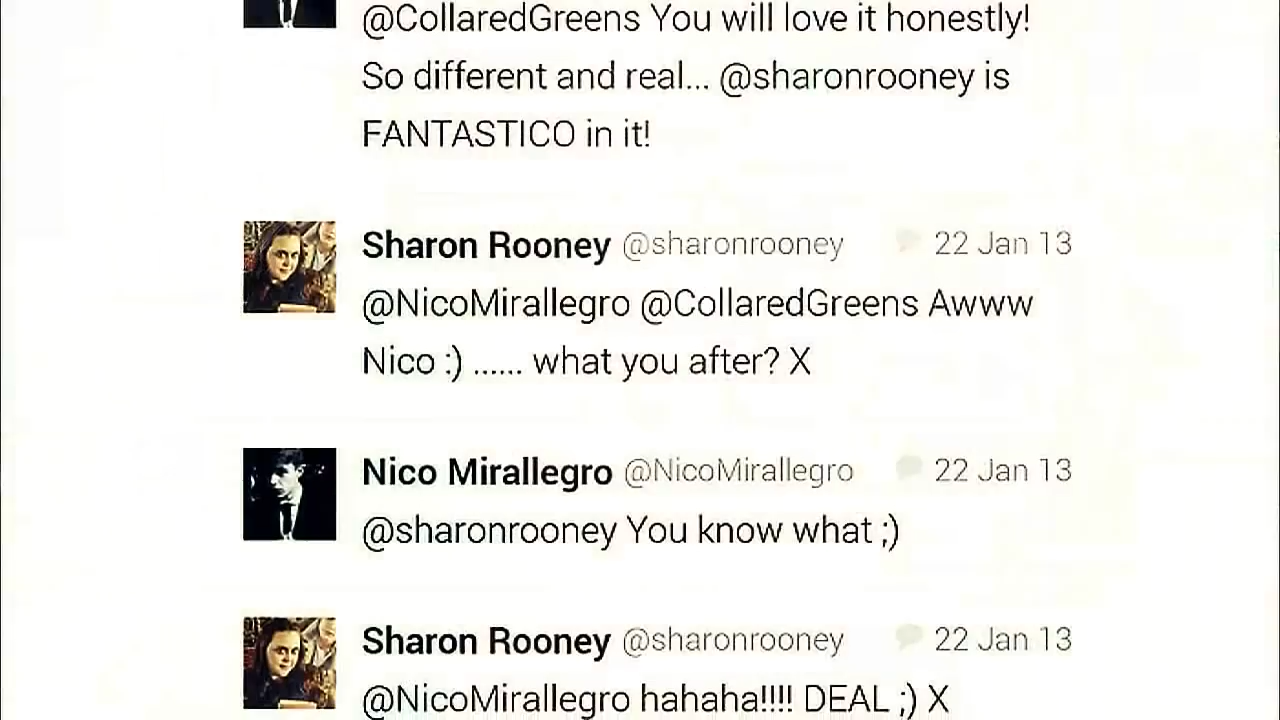 @CollaredGreens You will love it honestly!
So different and real... @sharonrooney is
FANTASTICO in it!
Sharon Rooney @sharonrooney 22 Jan 13
@NicoMirallegro @CollaredGreens Awww
Nico :) ...... what you after? X
Nico Mirallegro @NicoMirallegro 22 Jan 13
@sharonrooney You know what ;)
Sharon Rooney @sharonrooney 22 Jan 13
@NicoMirallegro hahaha!!!! DEAL ;) X